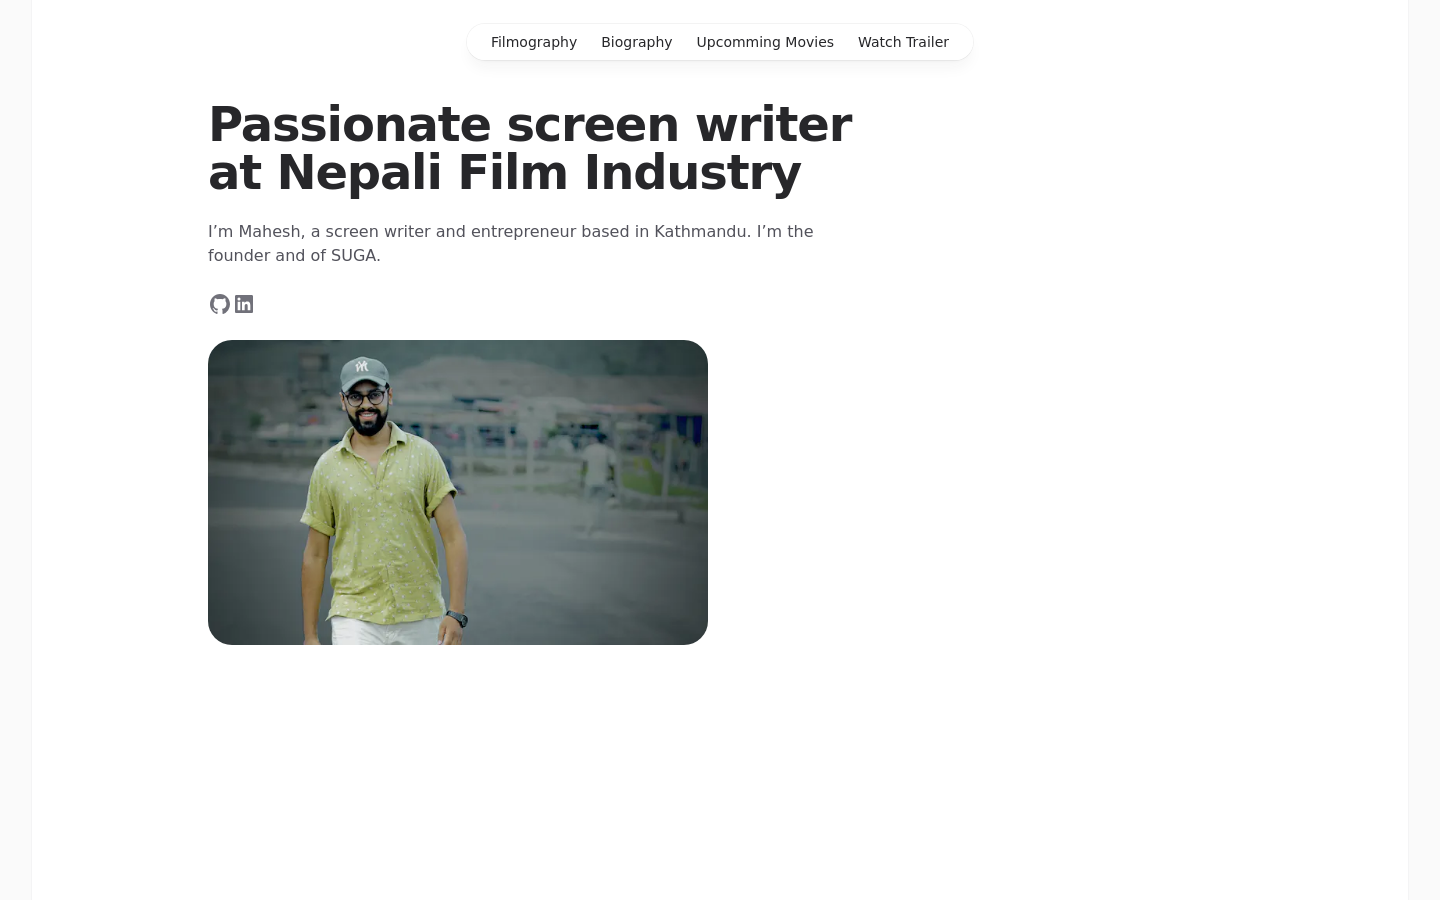 Filmography
Biography
Upcomming Movies
Watch Trailer
Passionate screen writer
at Nepali Film Industry
I’m Mahesh, a screen writer and entrepreneur based in Kathmandu. I’m the
founder and of SUGA.